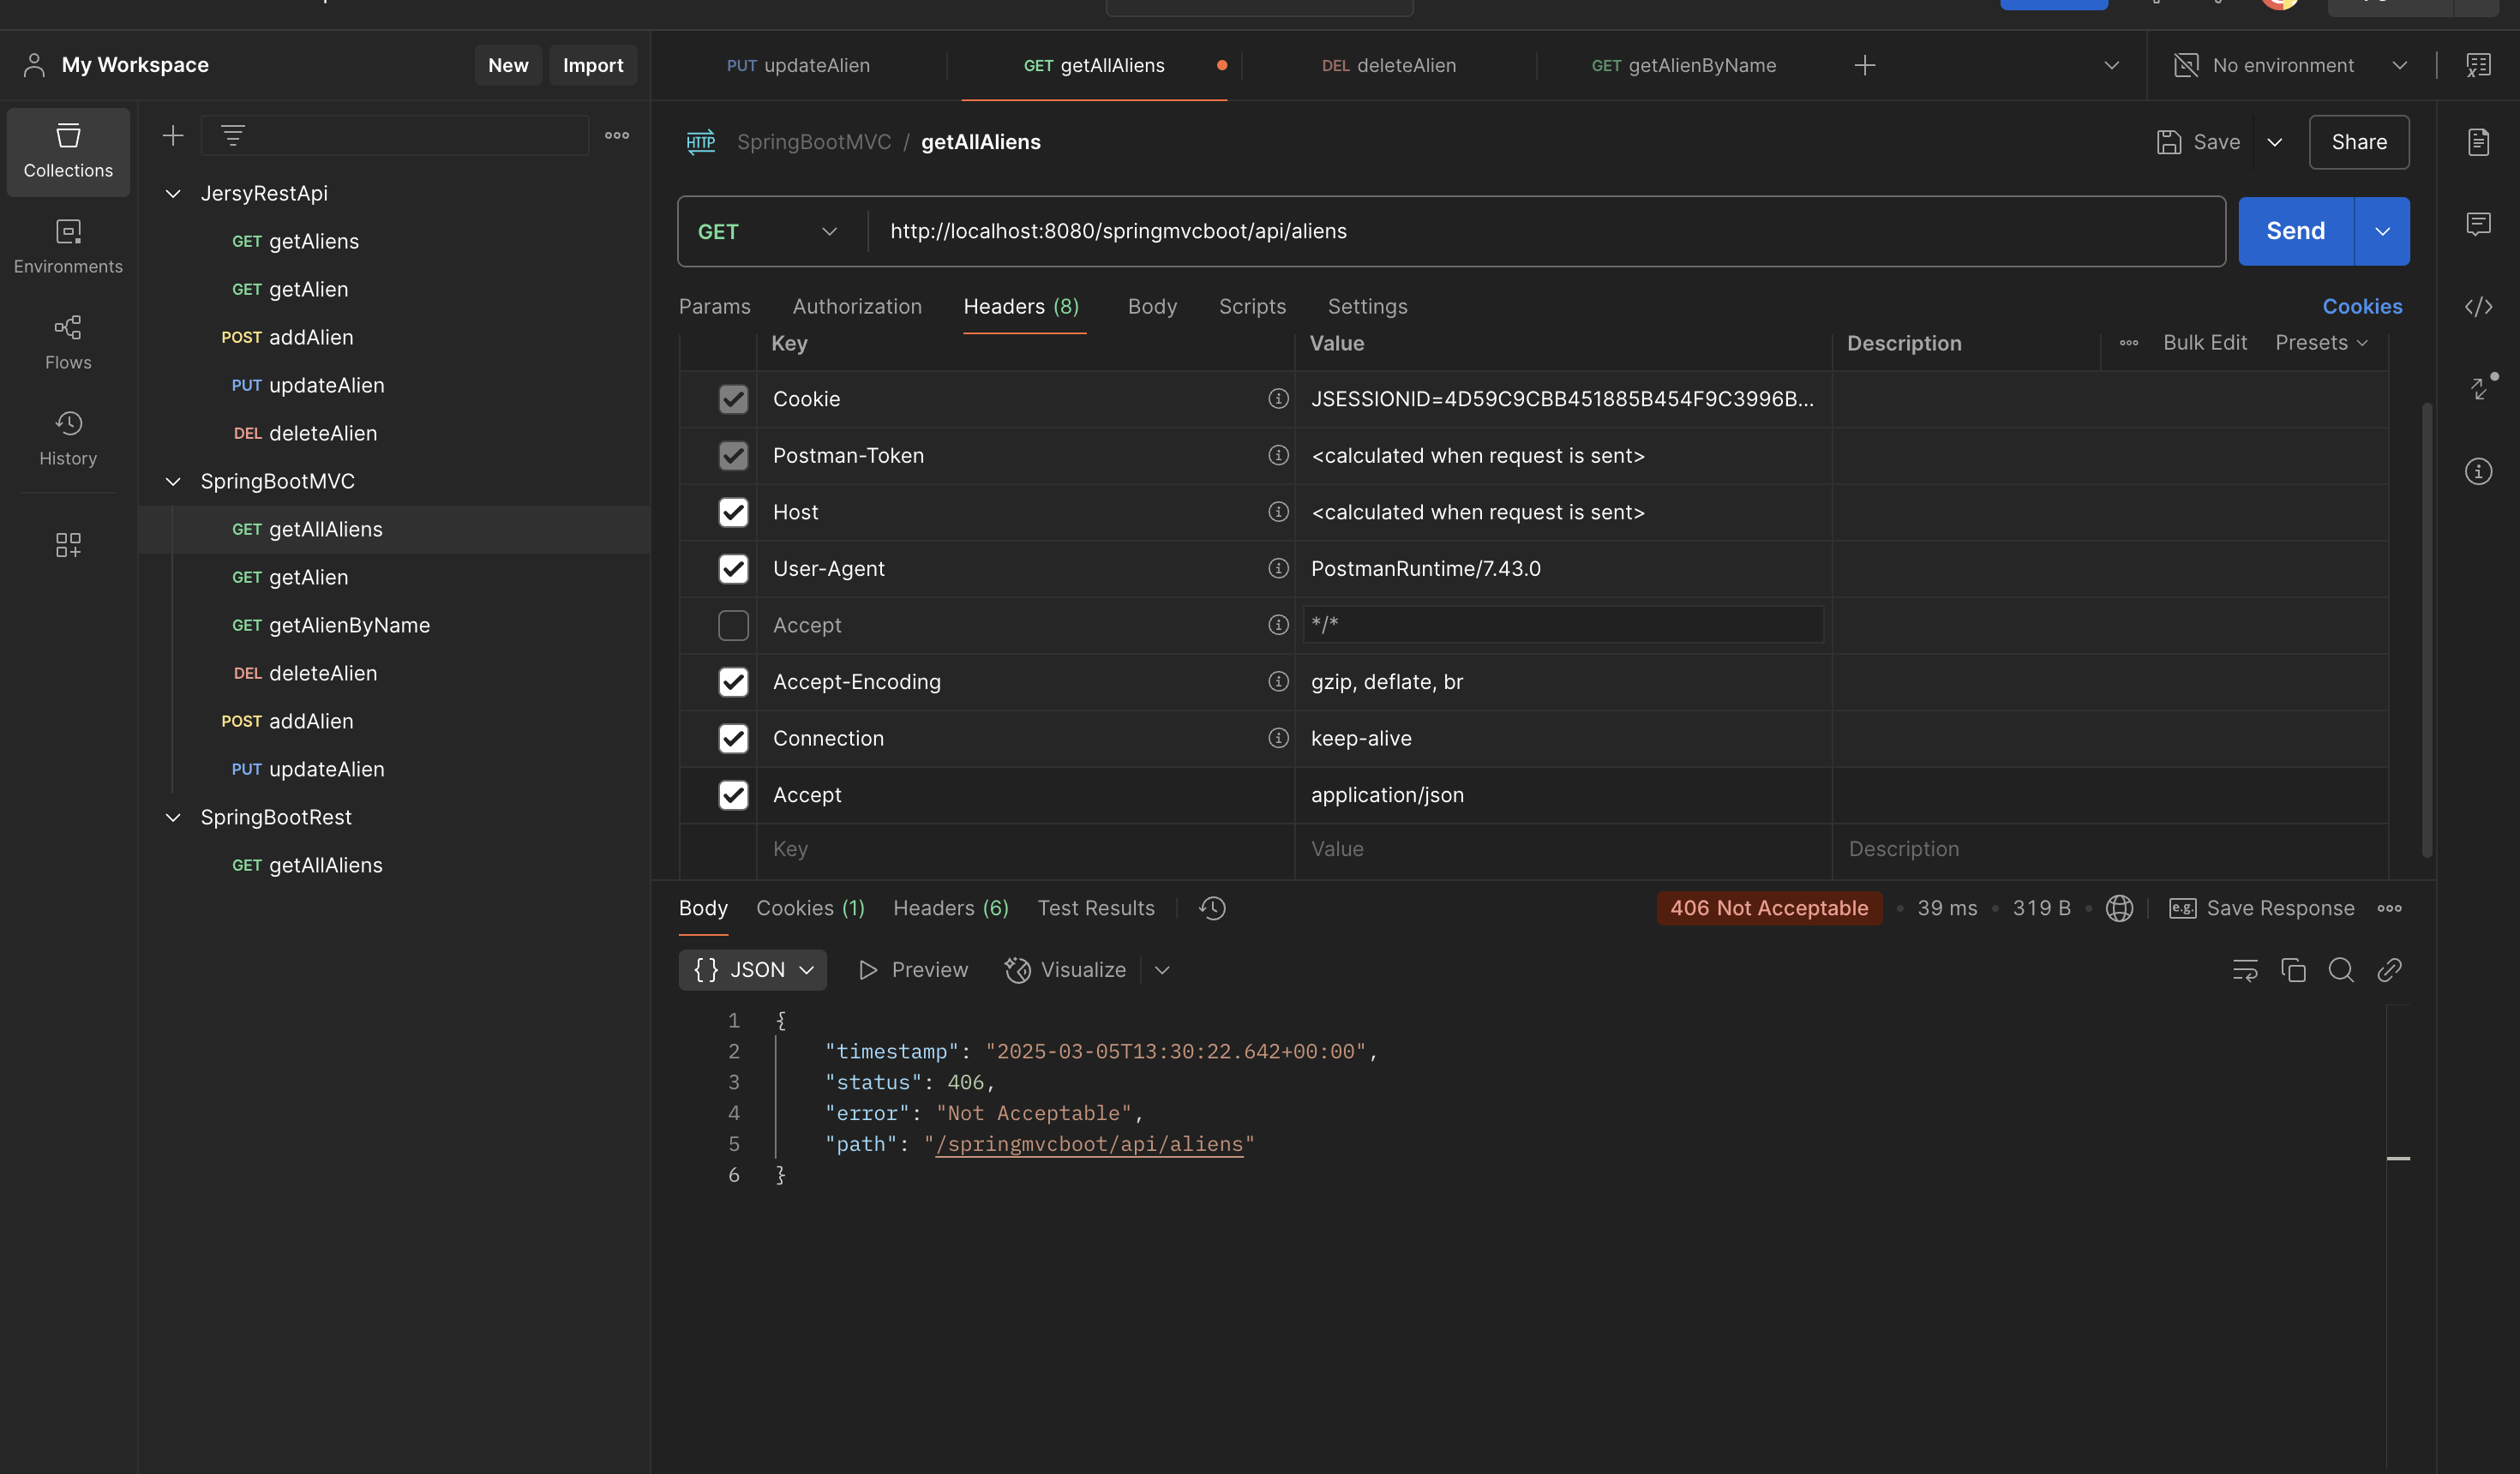 My Workspace
New
Import
PUT updateAlien
GET getAllAliens
DEL deleteAlien
GET getAlienByName
No environment
Collections
Environments
Flows
History
JersyRestApi
GET getAliens
GET getAlien
POST addAlien
PUT updateAlien
DEL deleteAlien
SpringBootMVC
GET getAllAliens
GET getAlien
GET getAlienByName
DEL deleteAlien
POST addAlien
PUT updateAlien
SpringBootRest
GET getAllAliens
HTTP SpringBootMVC / getAllAliens
Save
Share
GET http://localhost:8080/springmvcboot/api/aliens
Send
Params Authorization Headers (8) Body Scripts Settings Cookies
Key Value Description Bulk Edit Presets
Cookie JSESSIONID=4D59C9CBB451885B454F9C3996B...
Postman-Token <calculated when request is sent>
Host <calculated when request is sent>
User-Agent PostmanRuntime/7.43.0
Accept */*
Accept-Encoding gzip, deflate, br
Connection keep-alive
Accept application/json
Key Value Description
Body Cookies (1) Headers (6) Test Results 406 Not Acceptable • 39 ms • 319 B • e.g. Save Response
{} JSON Preview Visualize
1 {
2 "timestamp": "2025-03-05T13:30:22.642+00:00",
3 "status": 406,
4 "error": "Not Acceptable",
5 "path": "/springmvcboot/api/aliens"
6 }